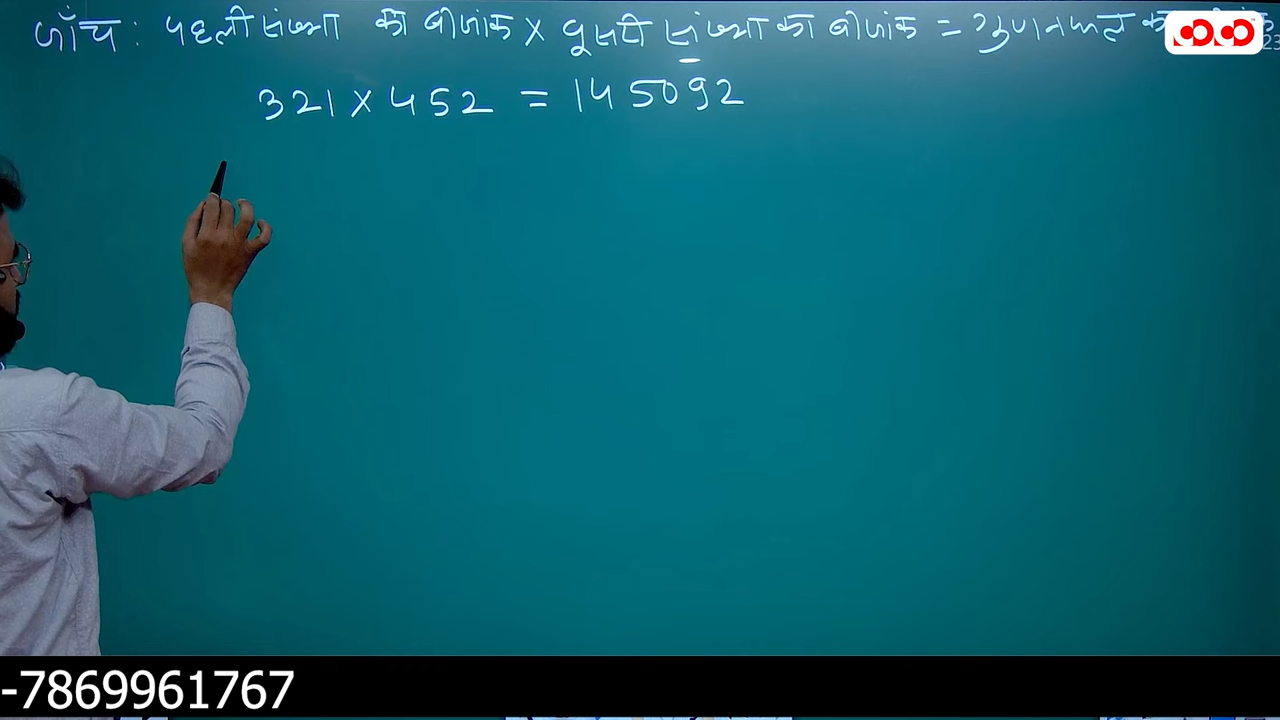 जाँच : पहली संख्या का बीजांक × दूसरी संख्या का बीजांक = गुणनफल का
321 × 452 = 145092
-7869961767